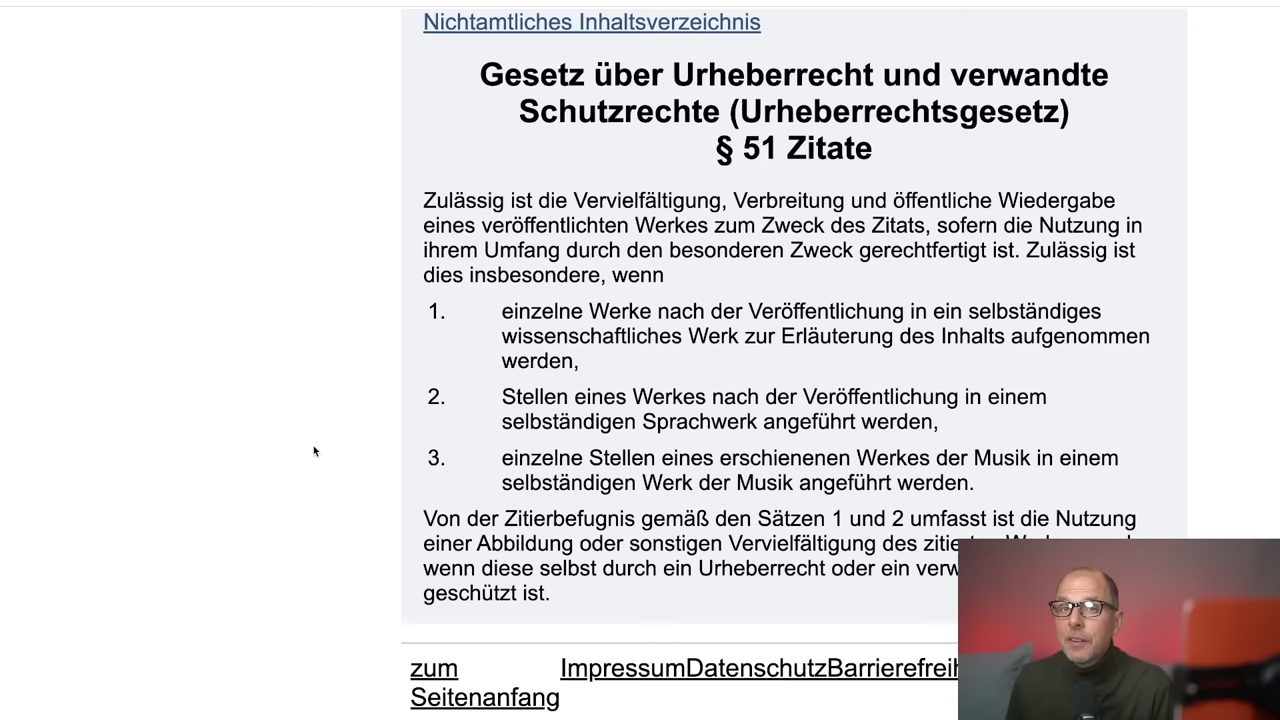 Nichtamtliches Inhaltsverzeichnis
Gesetz über Urheberrecht und verwandte
Schutzrechte (Urheberrechtsgesetz)
§ 51 Zitate
Zulässig ist die Vervielfältigung, Verbreitung und öffentliche Wiedergabe
eines veröffentlichten Werkes zum Zweck des Zitats, sofern die Nutzung in
ihrem Umfang durch den besonderen Zweck gerechtfertigt ist. Zulässig ist
dies insbesondere, wenn
1. einzelne Werke nach der Veröffentlichung in ein selbständiges
wissenschaftliches Werk zur Erläuterung des Inhalts aufgenommen
werden,
2. Stellen eines Werkes nach der Veröffentlichung in einem
selbständigen Sprachwerk angeführt werden,
3. einzelne Stellen eines erschienenen Werkes der Musik in einem
selbständigen Werk der Musik angeführt werden.
Von der Zitierbefugnis gemäß den Sätzen 1 und 2 umfasst ist die Nutzung
einer Abbildung oder sonstigen Vervielfältigung des
wenn diese selbst durch ein Urheberrecht oder ein
geschützt ist.
zum ImpressumDatenschutz
Seitenanfang